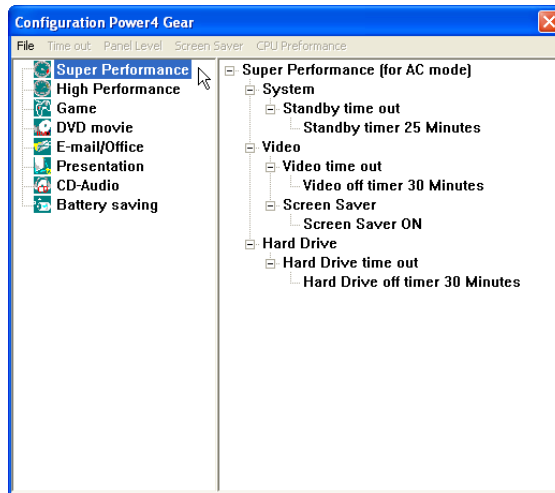 Configuration Power4 Gear
File Time out Panel Level Screen Saver CPU Preformance
Super Performance
High Performance
Game
DVD movie
E-mail/Office
Presentation
CD-Audio
Battery saving
Super Performance (for AC mode)
System
Standby time out
Standby timer 25 Minutes
Video
Video time out
Video off timer 30 Minutes
Screen Saver
Screen Saver ON
Hard Drive
Hard Drive time out
Hard Drive off timer 30 Minutes